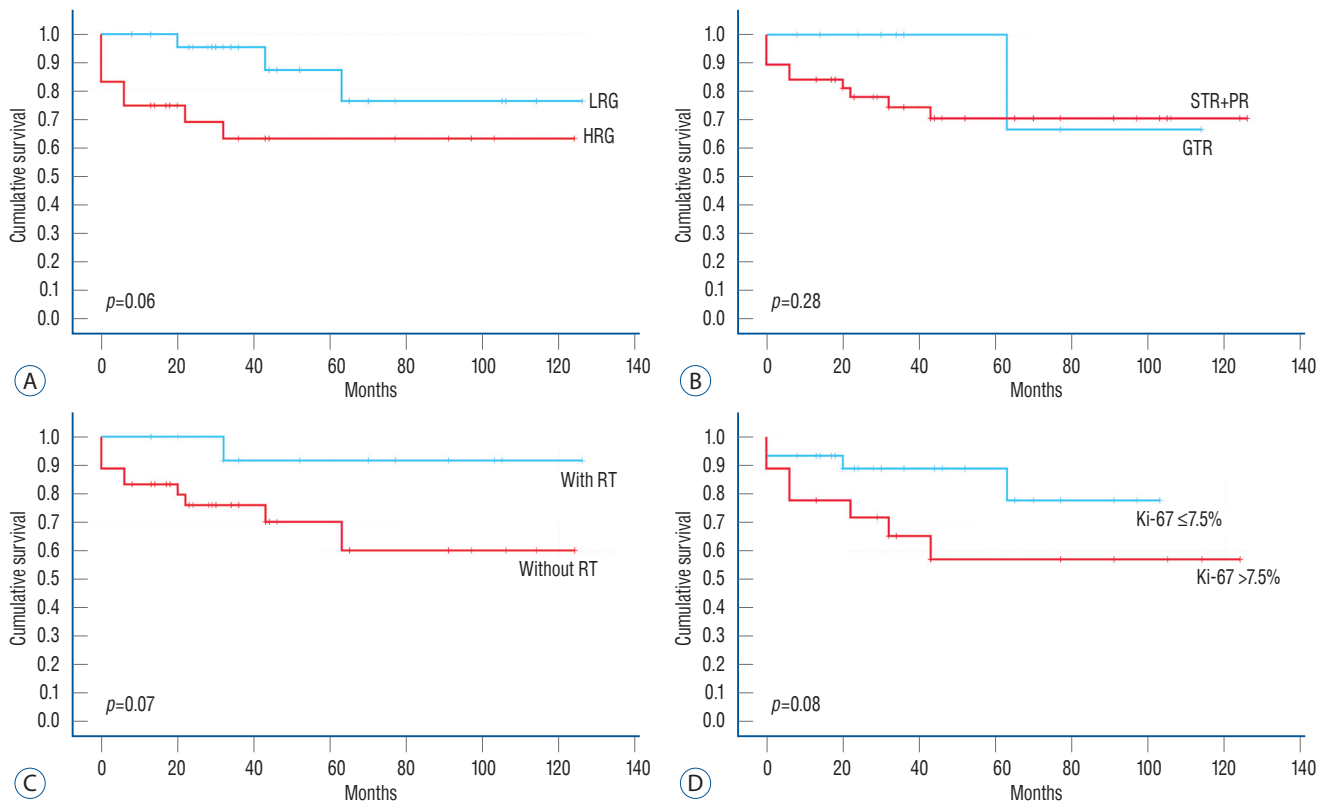 Cumulative survival
1.0
0.9
0.8
0.7
0.6
0.5
0.4
0.3
0.2
0.1
0.0
LRG
HRG
p=0.06
0 20 40 60 80 100 120 140
Months
A
Cumulative survival
1.0
0.9
0.8
0.7
0.6
0.5
0.4
0.3
0.2
0.1
0.0
STR+PR
GTR
p=0.28
0 20 40 60 80 100 120 140
Months
B
Cumulative survival
1.0
0.9
0.8
0.7
0.6
0.5
0.4
0.3
0.2
0.1
0.0
With RT
Without RT
p=0.07
0 20 40 60 80 100 120 140
Months
C
Cumulative survival
1.0
0.9
0.8
0.7
0.6
0.5
0.4
0.3
0.2
0.1
0.0
Ki-67 ≤7.5%
Ki-67 >7.5%
p=0.08
0 20 40 60 80 100 120 140
Months
D